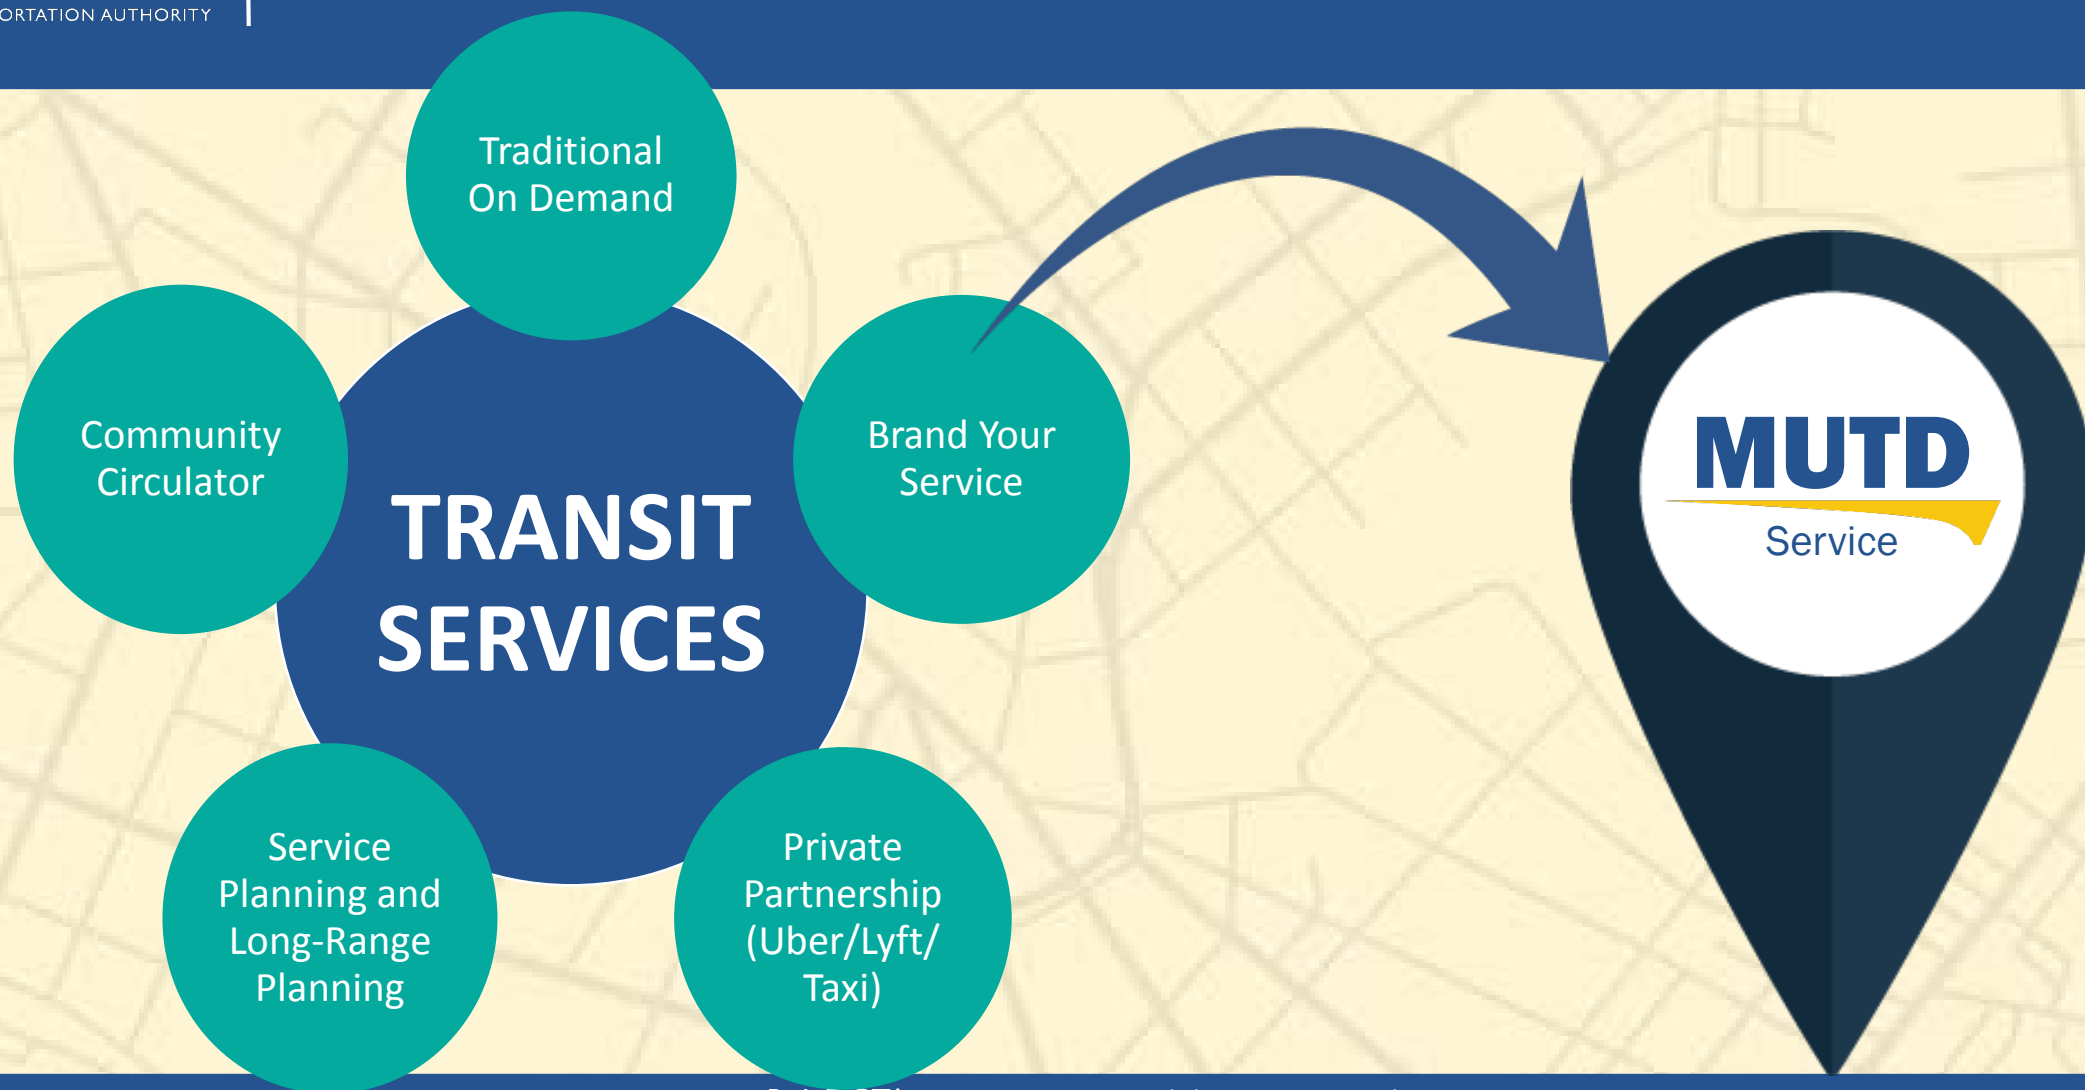 AUTHORITY
Traditional
On Demand
Community
Circulator
Brand Your
Service
TRANSIT
SERVICES
MUTD
Service
Service
Planning and
Long-Range
Planning
Private
Partnership
(Uber/Lyft/
Taxi)